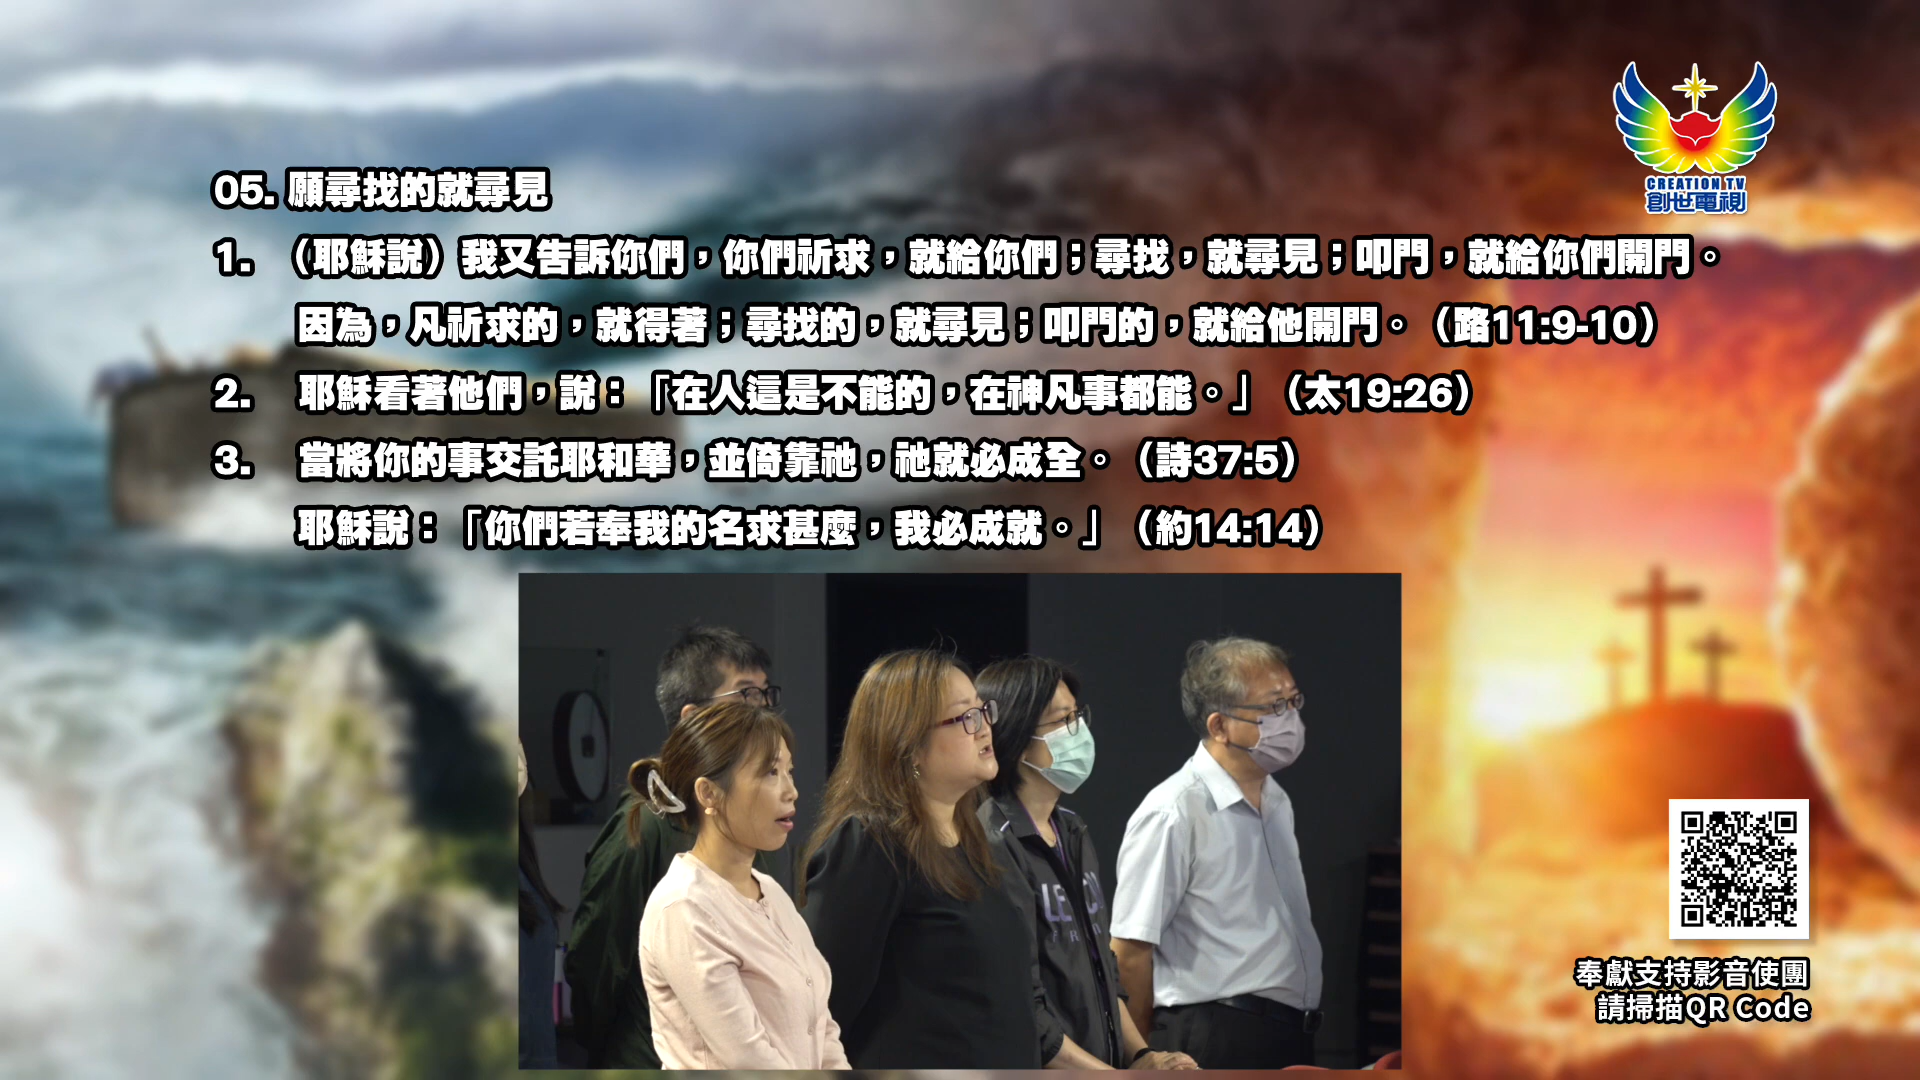 05. 願尋找的就尋見
1. （耶穌說）我又告訴你們，你們祈求，就給你們；尋找，就尋見；叩門，就給你們開門。
因為，凡祈求的，就得著；尋找的，就尋見；叩門的，就給他開門。（路11:9-10）
2. 耶穌看著他們，說：「在人這是不能的，在神凡事都能。」（太19:26）
3. 當將你的事交託耶和華，並倚靠祂，祂就必成全。（詩37:5）
耶穌說：「你們若奉我的名求甚麼，我必成就。」（約14:14）
CREATION TV
創世電視
奉獻支持影音使團
請掃描QR Code